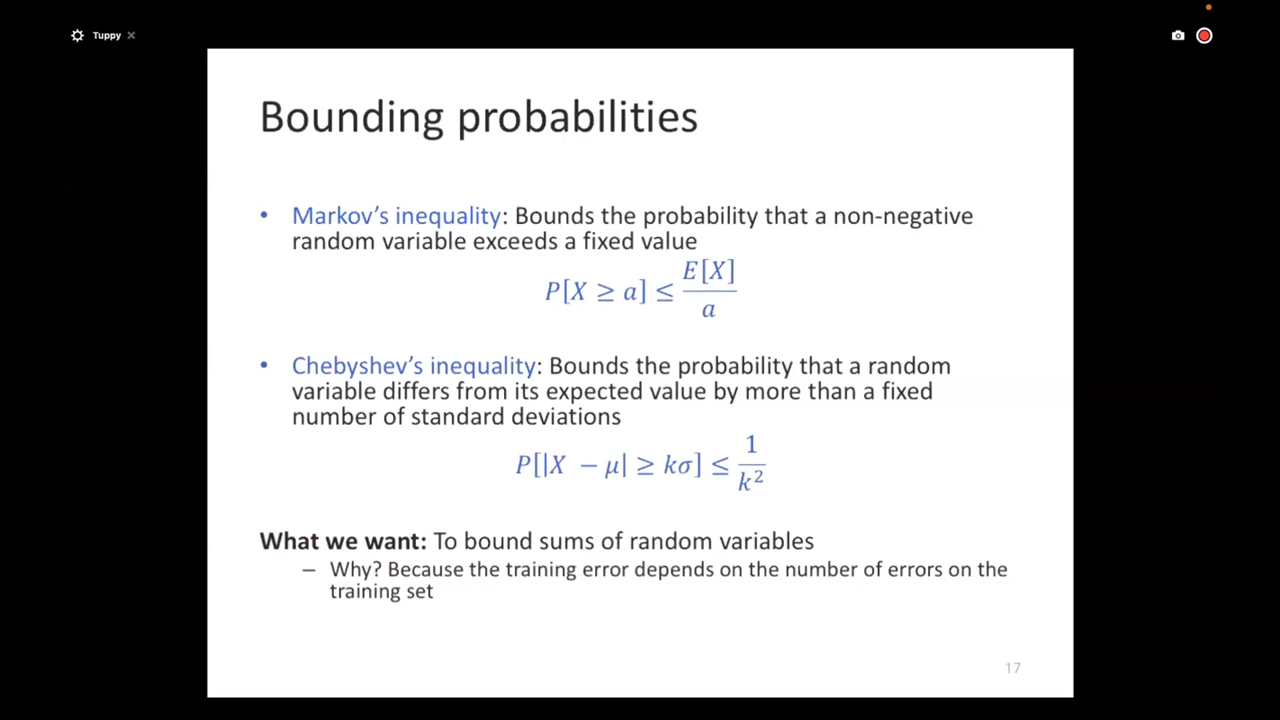 Tuppy
Bounding probabilities
• Markov's inequality: Bounds the probability that a non-negative
random variable exceeds a fixed value
P[X ≥ a] ≤ E[X] / a
• Chebyshev's inequality: Bounds the probability that a random
variable differs from its expected value by more than a fixed
number of standard deviations
P[|X − μ| ≥ kσ] ≤ 1 / k²
What we want: To bound sums of random variables
– Why? Because the training error depends on the number of errors on the
training set
17